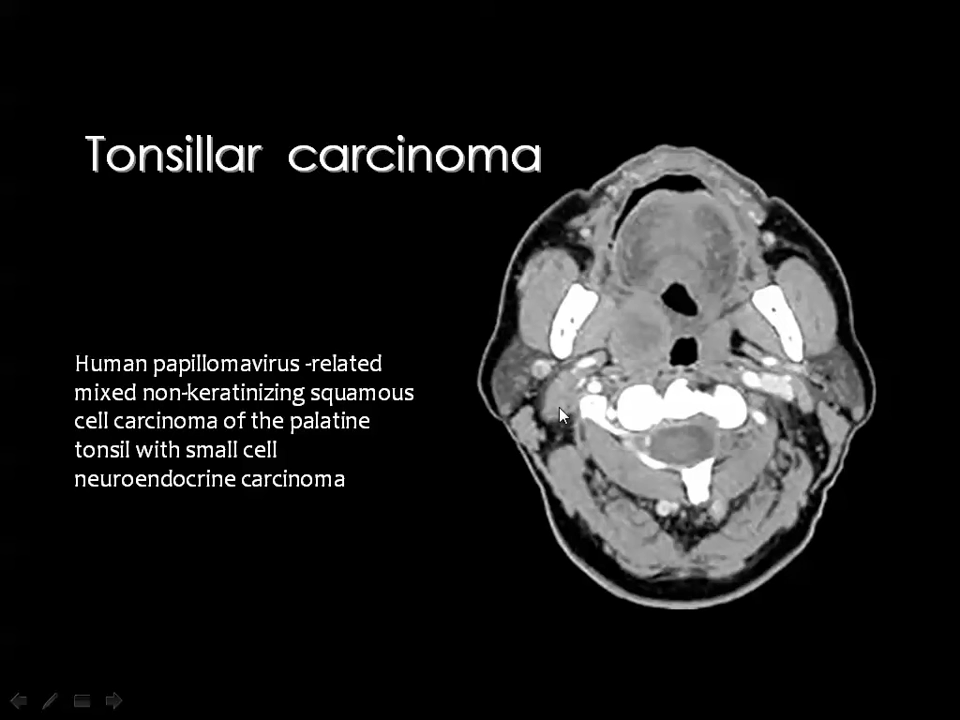 Tonsillar carcinoma
Human papillomavirus -related
mixed non-keratinizing squamous
cell carcinoma of the palatine
tonsil with small cell
neuroendocrine carcinoma